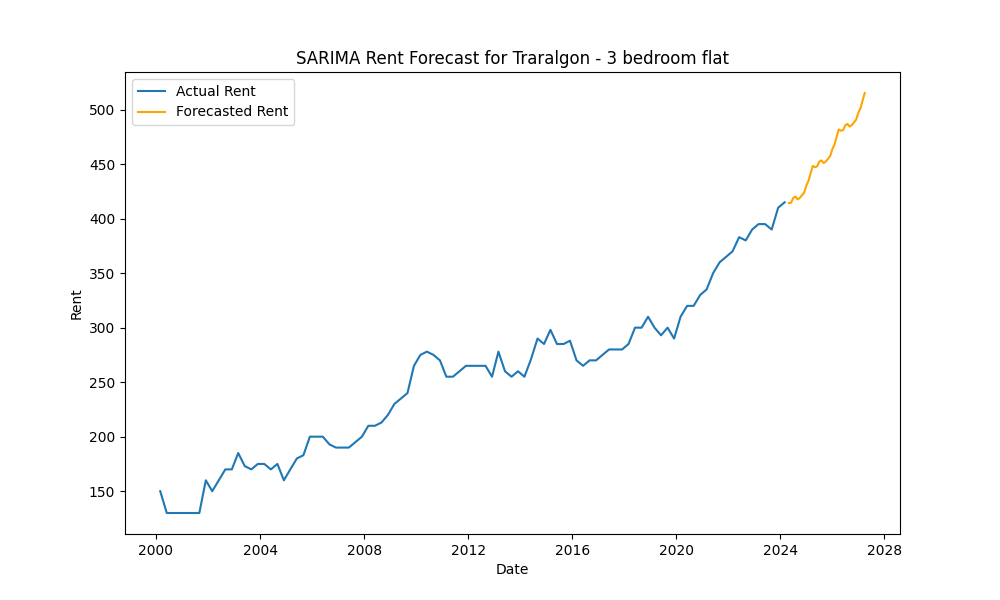 SARIMA Rent Forecast for Traralgon - 3 bedroom flat
Actual Rent
Forecasted Rent
500
450
400
350
300
250
200
150
Rent
2000 2004 2008 2012 2016 2020 2024 2028
Date